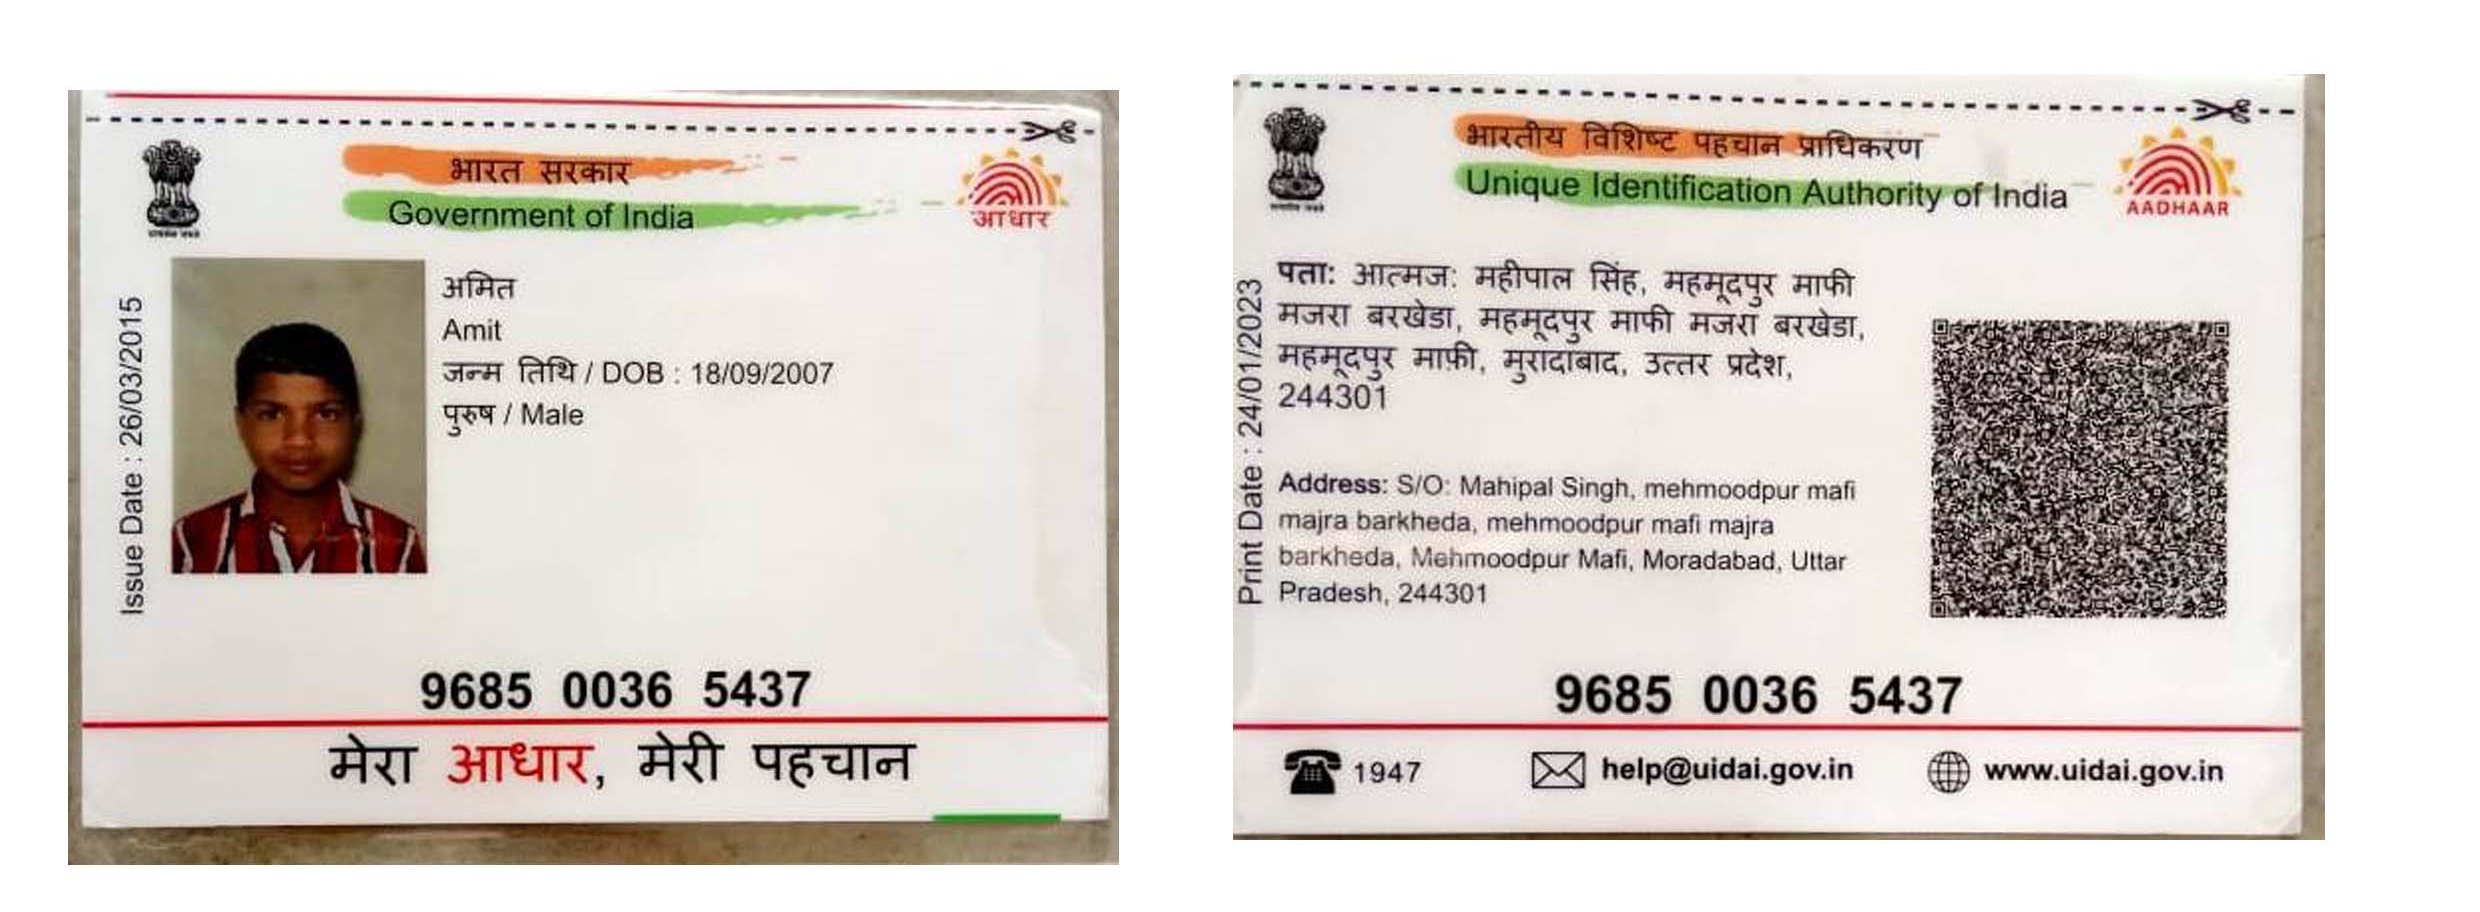 भारत सरकार
Government of India
आधार
Issue Date : 26/03/2015
अमित
Amit
जन्म तिथि / DOB : 18/09/2007
पुरुष / Male
9685 0036 5437
मेरा आधार, मेरी पहचान
भारतीय विशिष्ट पहचान प्राधिकरण
Unique Identification Authority of India
AADHAAR
Print Date : 24/01/2023
पता: आत्मज: महीपाल सिंह, महमूदपुर माफी
मजरा बरखेडा, महमूदपुर माफी मजरा बरखेडा,
महमूदपुर माफ़ी, मुरादाबाद, उत्तर प्रदेश,
244301
Address: S/O: Mahipal Singh, mehmoodpur mafi
majra barkheda, mehmoodpur mafi majra
barkheda, Mehmoodpur Mafi, Moradabad, Uttar
Pradesh, 244301
9685 0036 5437
1947
help@uidai.gov.in
www.uidai.gov.in